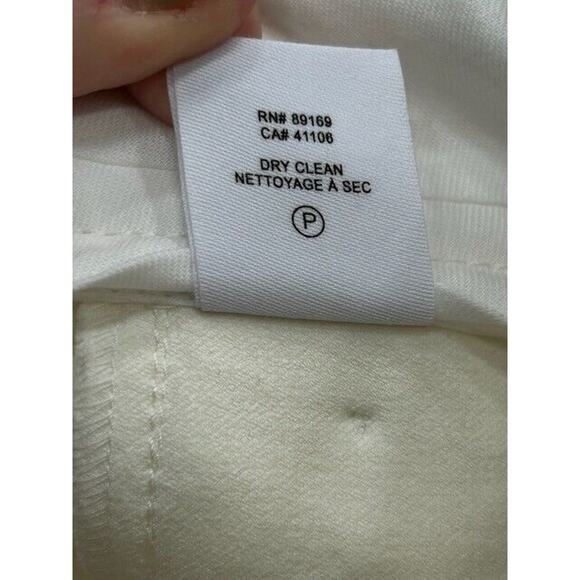 RN# 89169
CA# 41106
DRY CLEAN
NETTOYAGE À SEC
P